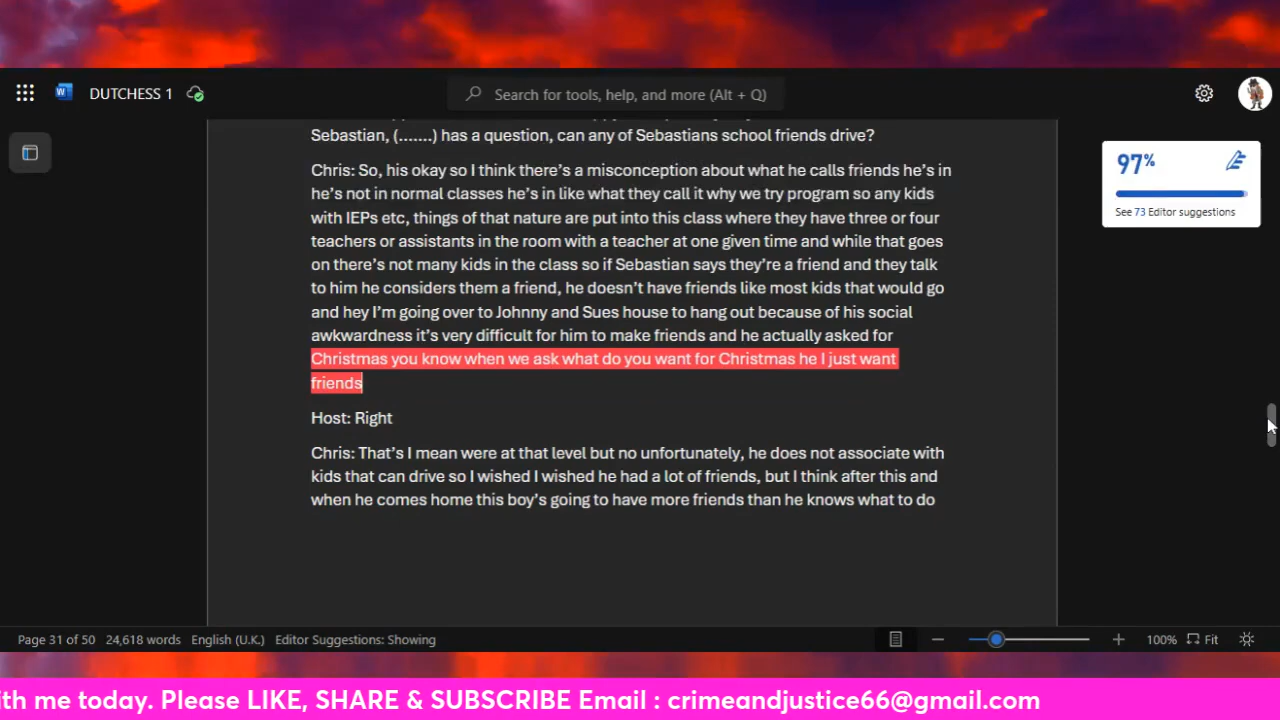 DUTCHESS 1
Search for tools, help, and more (Alt + Q)
Sebastian, (.......) has a question, can any of Sebastians school friends drive?
Chris: So, his okay so I think there's a misconception about what he calls friends he's in
he's not in normal classes he's in like what they call it why we try program so any kids
with IEPs etc, things of that nature are put into this class where they have three or four
teachers or assistants in the room with a teacher at one given time and while that goes
on there's not many kids in the class so if Sebastian says they're a friend and they talk
to him he considers them a friend, he doesn't have friends like most kids that would go
and hey I'm going over to Johnny and Sues house to hang out because of his social
awkwardness it's very difficult for him to make friends and he actually asked for
Christmas you know when we ask what do you want for Christmas he I just want
friends
Host: Right
Chris: That's I mean were at that level but no unfortunately, he does not associate with
kids that can drive so I wished I wished he had a lot of friends, but I think after this and
when he comes home this boy's going to have more friends than he knows what to do
97%
See 73 Editor suggestions
Page 31 of 50 24,618 words English (U.K.) Editor Suggestions: Showing 100% Fit
ith me today. Please LIKE, SHARE & SUBSCRIBE Email : crimeandjustice66@gmail.com